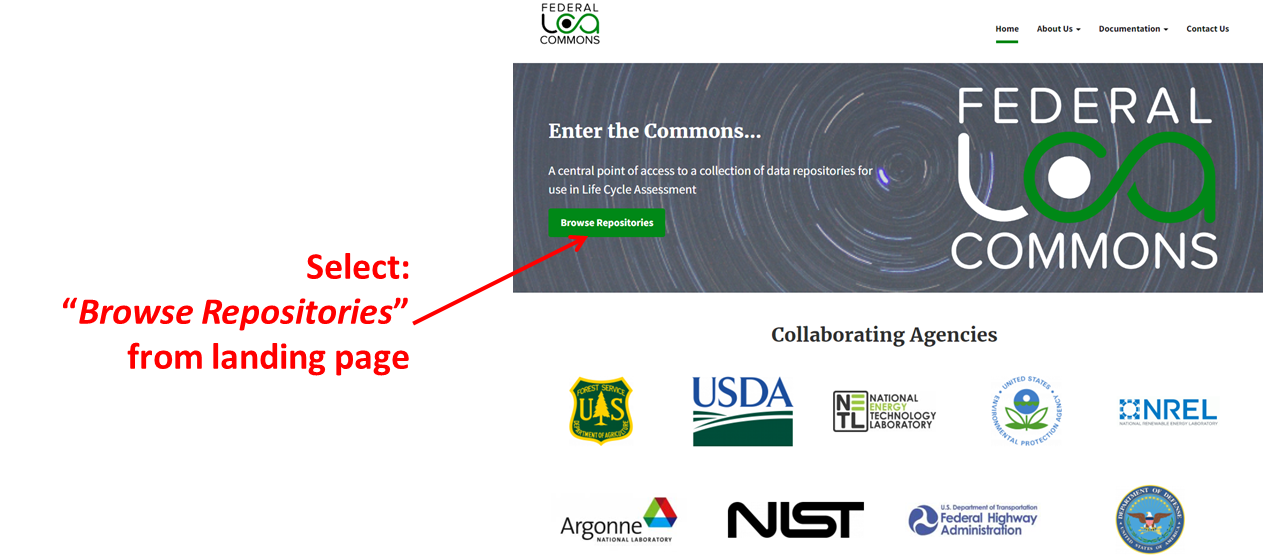 FEDERAL
LCA
COMMONS
Home
About Us
Documentation
Contact Us
Enter the Commons...
A central point of access to a collection of data repositories for
use in Life Cycle Assessment
Browse Repositories
FEDERAL
LCA
COMMONS
Select:
“Browse Repositories”
from landing page
Collaborating Agencies
FOREST SERVICE
U S
DEPARTMENT OF AGRICULTURE
USDA
NETL
NATIONAL
ENERGY
TECHNOLOGY
LABORATORY
UNITED STATES
ENVIRONMENTAL PROTECTION AGENCY
NREL
NATIONAL RENEWABLE ENERGY LABORATORY
Argonne
NATIONAL LABORATORY
NIST
U.S. Department of Transportation
Federal Highway
Administration
DEPARTMENT OF DEFENSE
UNITED STATES OF AMERICA